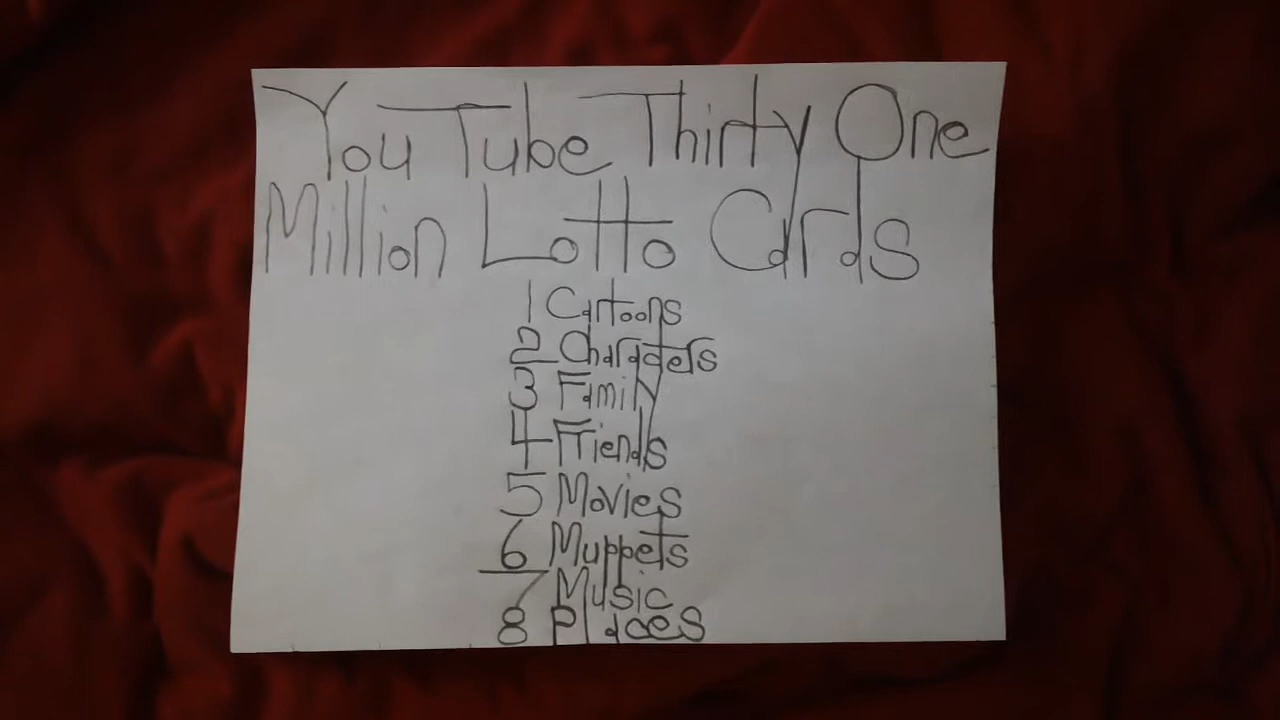 You Tube Thirty One
Million Lotto Cards
1 Cartoons
2 Characters
3 Family
4 Friends
5 Movies
6 Muppets
7 Music
8 Places